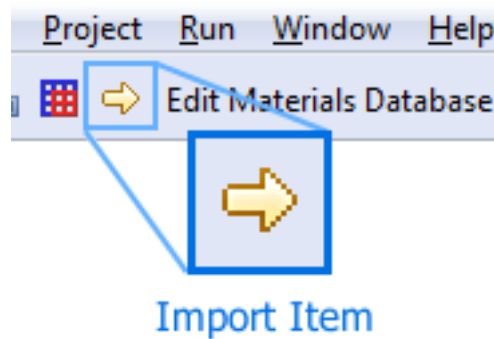 Project Run Window Help
Edit Materials Database
Import Item